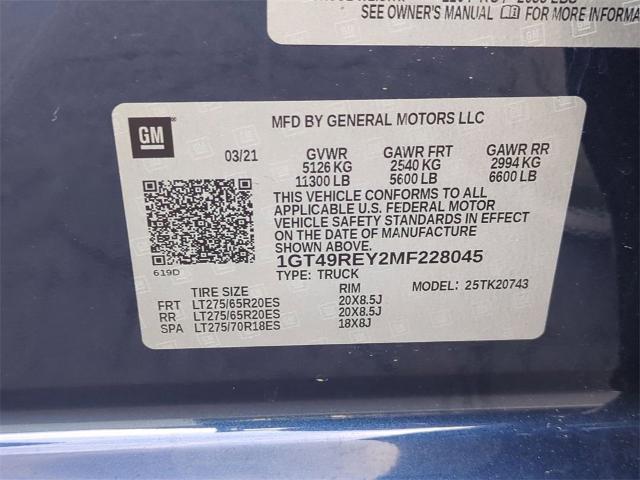 SEE OWNER'S MANUAL FOR MORE INFORMA
GM
MFD BY GENERAL MOTORS LLC
03/21 GVWR GAWR FRT GAWR RR
5126 KG 2540 KG 2994 KG
11300 LB 5600 LB 6600 LB
THIS VEHICLE CONFORMS TO ALL
APPLICABLE U.S. FEDERAL MOTOR
VEHICLE SAFETY STANDARDS IN EFFECT
ON THE DATE OF MANUFACTURE
SHOWN ABOVE.
619D
1GT49REY2MF228045
TYPE: TRUCK
MODEL: 25TK20743
TIRE SIZE RIM
FRT LT275/65R20ES 20X8.5J
RR LT275/65R20ES 20X8.5J
SPA LT275/70R18ES 18X8J